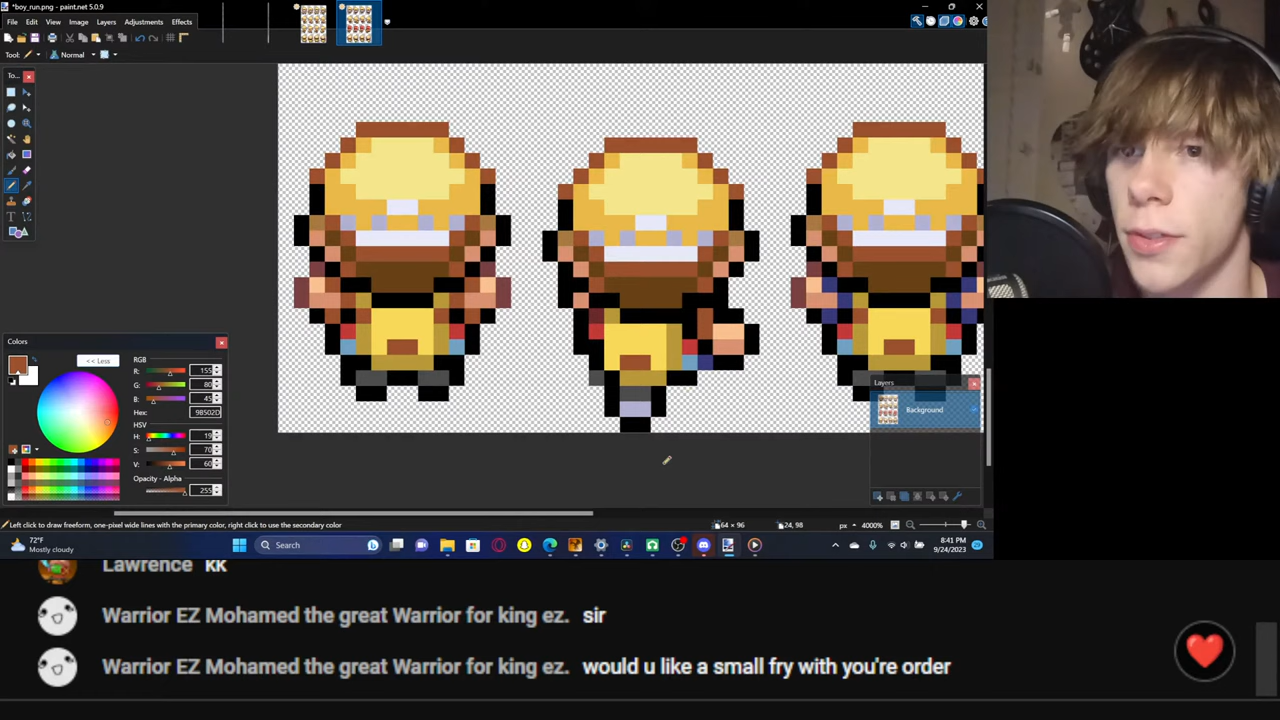 *boy_run.png - paint.net 5.0.9
File Edit View Image Layers Adjustments Effects
Tool: Normal
To...
Colors
<< Less
RGB
R: 155
G: 80
B: 45
Hex: 9B502D
HSV
H: 19
S: 70
V: 60
Opacity - Alpha
255
Layers
Background
Left click to draw freeform, one-pixel wide lines with the primary color, right click to use the secondary color
64 × 96
24, 98
px
4000%
72°F
Mostly cloudy
Search
8:41 PM
9/24/2023
Lawrence kk
Warrior EZ Mohamed the great Warrior for king ez. sir
Warrior EZ Mohamed the great Warrior for king ez. would u like a small fry with you're order